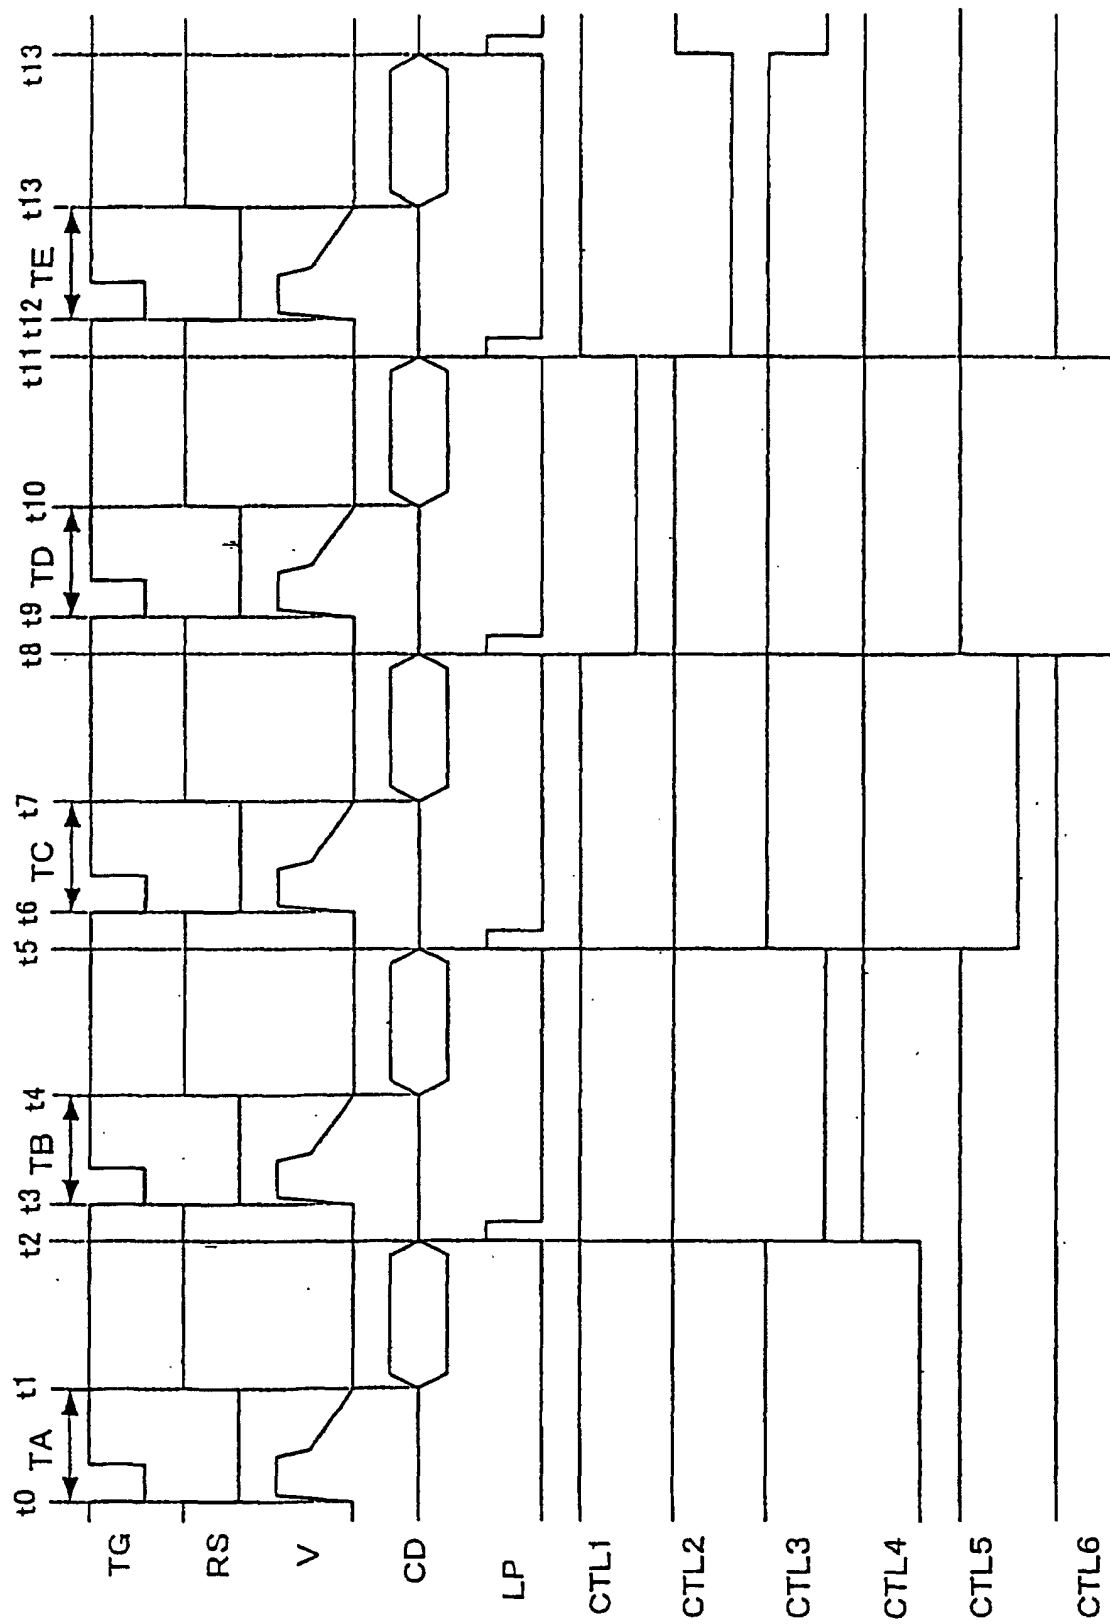 t0 t1 t2 t3 t4 t5 t6 t7 t8 t9 t10 t11 t12 t13 t13
TA TB TC TD TE
TG
RS
V
CD
LP
CTL1
CTL2
CTL3
CTL4
CTL5
CTL6